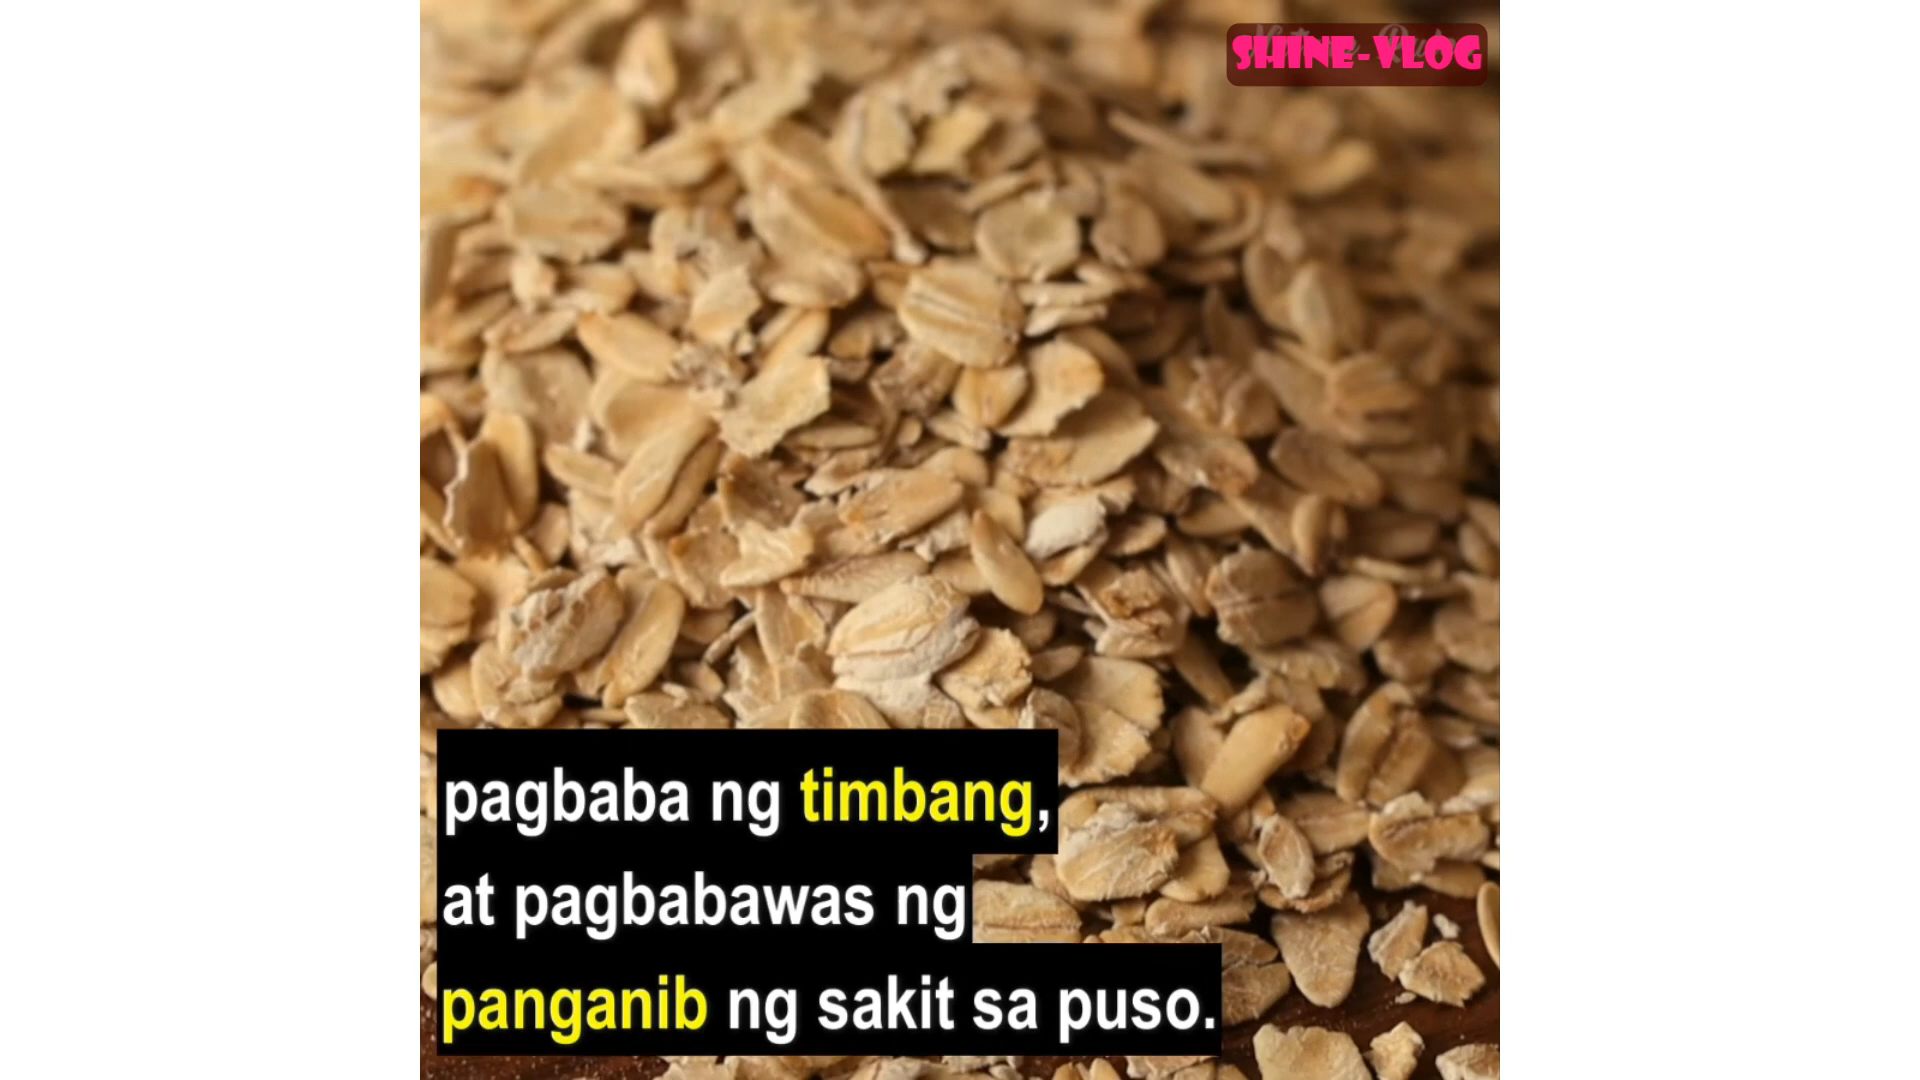 SHINE-VLOG
pagbaba ng timbang,
at pagbabawas ng
panganib ng sakit sa puso.